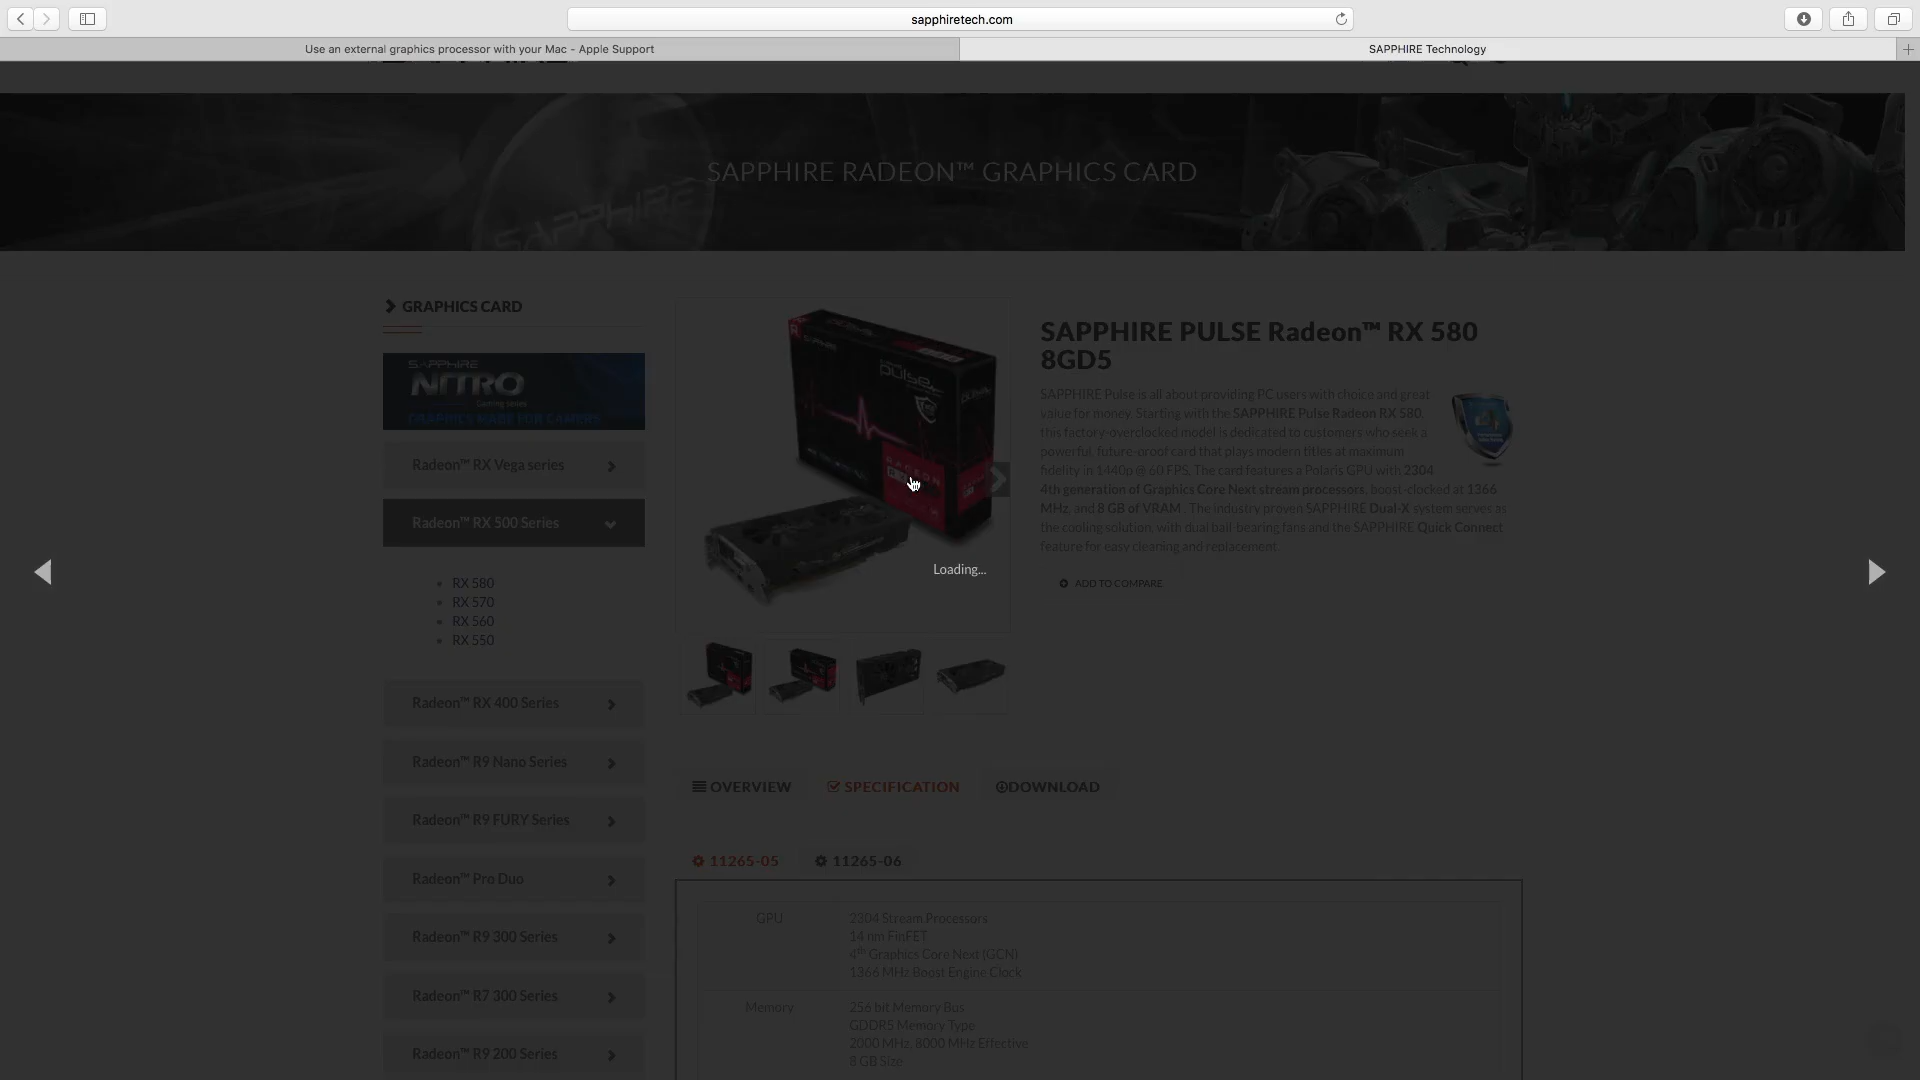 sapphiretech.com
Use an external graphics processor with your Mac - Apple Support
SAPPHIRE Technology
SAPPHIRE RADEON™ GRAPHICS CARD
SAPPHIRE
GRAPHICS CARD
SAPPHIRE
NITRO
Gaming series
GRAPHICS MADE FOR GAMERS
Radeon™ RX Vega series
Radeon™ RX 500 Series
RX 580
RX 570
RX 560
RX 550
Radeon™ RX 400 Series
Radeon™ R9 Nano Series
Radeon™ R9 FURY Series
Radeon™ Pro Duo
Radeon™ R9 300 Series
Radeon™ R7 300 Series
Radeon™ R9 200 Series
SAPPHIRE
PULSE
RADEON
Loading...
SAPPHIRE PULSE Radeon™ RX 580
8GD5
SAPPHIRE Pulse is all about providing PC users with choice and great
value for money. Starting with the SAPPHIRE Pulse Radeon RX 580,
this factory-overclocked model is dedicated to customers who seek a
powerful, future-proof card that plays modern titles at maximum
fidelity in 1440p @ 60 FPS. The card features a Polaris GPU with 2304
4th generation of Graphics Core Next stream processors, boost-clocked at 1366
MHz, and 8 GB of VRAM . The industry proven SAPPHIRE Dual-X system serves as
the cooling solution, with dual ball-bearing fans and the SAPPHIRE Quick Connect
feature for easy cleaning and replacement.
ADD TO COMPARE
OVERVIEW
SPECIFICATION
DOWNLOAD
11265-05
11265-06
GPU
2304 Stream Processors
14 nm FinFET
4th Graphics Core Next (GCN)
1366 MHz Boost Engine Clock
Memory
256 bit Memory Bus
GDDR5 Memory Type
2000 MHz, 8000 MHz Effective
8 GB Size